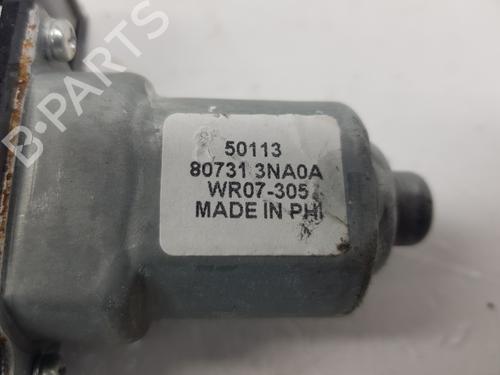 50113
80731 3NA0A
WR07-305
MADE IN PHI
B-PARTS